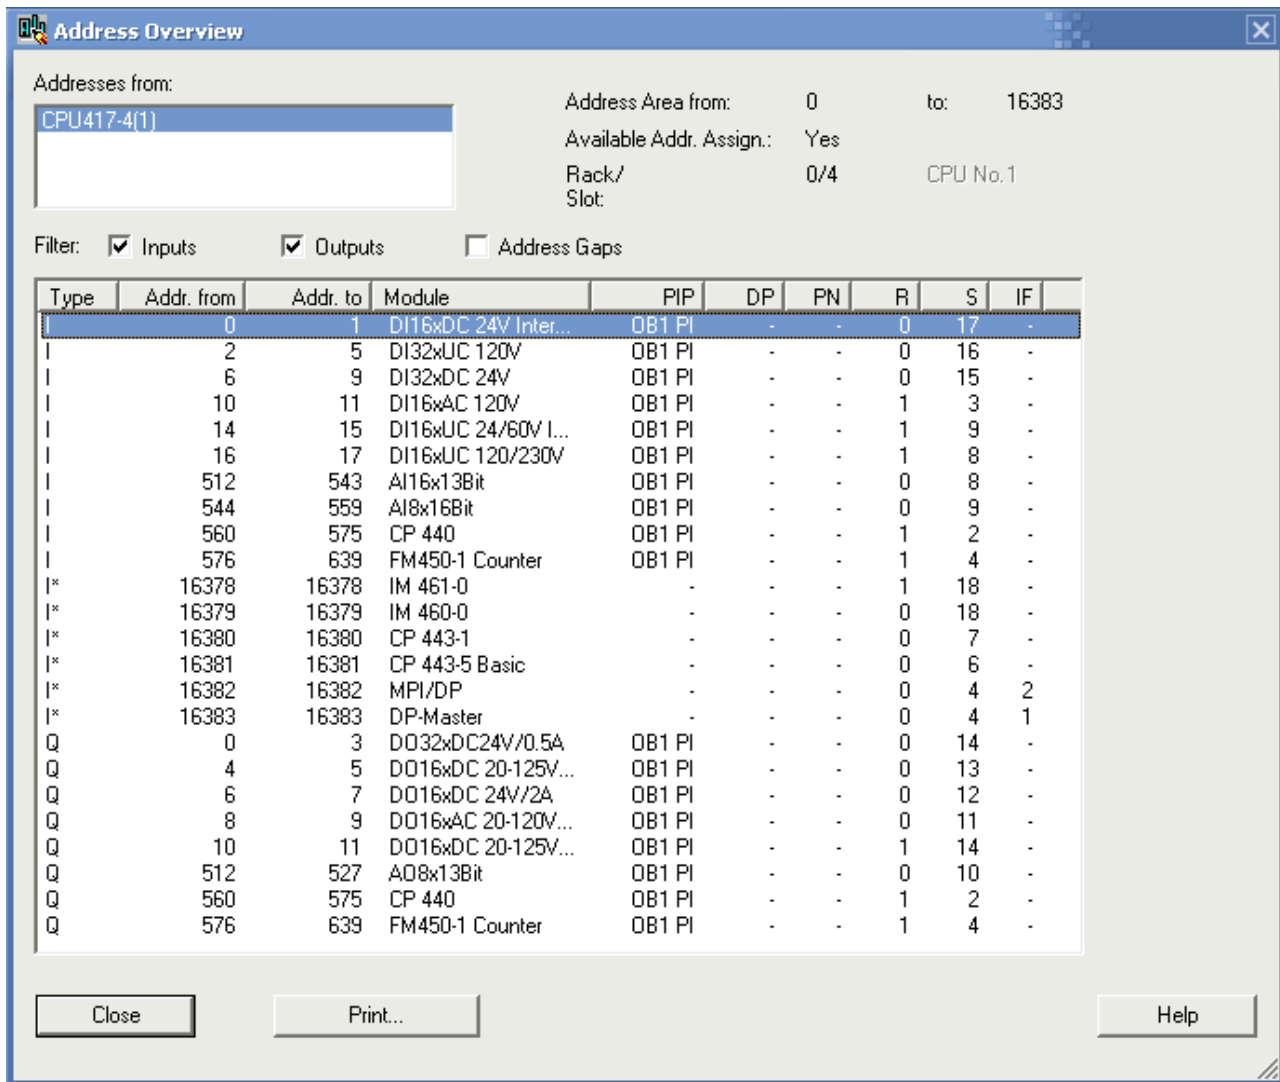 Address Overview
Addresses from:
CPU417-4(1)
Address Area from: 0 to: 16383
Available Addr. Assign.: Yes
Rack/ 0/4 CPU No.1
Slot:
Filter: Inputs Outputs Address Gaps
Type Addr. from Addr. to Module PIP DP PN R S IF
I 0 1 DI16xDC 24V Inter... OB1 PI - - 0 17 -
I 2 5 DI32xUC 120V OB1 PI - - 0 16 -
I 6 9 DI32xDC 24V OB1 PI - - 0 15 -
I 10 11 DI16xAC 120V OB1 PI - - 1 3 -
I 14 15 DI16xUC 24/60V I... OB1 PI - - 1 9 -
I 16 17 DI16xUC 120/230V OB1 PI - - 1 8 -
I 512 543 AI16x13Bit OB1 PI - - 0 8 -
I 544 559 AI8x16Bit OB1 PI - - 0 9 -
I 560 575 CP 440 OB1 PI - - 1 2 -
I 576 639 FM450-1 Counter OB1 PI - - 1 4 -
I* 16378 16378 IM 461-0 - - - 1 18 -
I* 16379 16379 IM 460-0 - - - 0 18 -
I* 16380 16380 CP 443-1 - - - 0 7 -
I* 16381 16381 CP 443-5 Basic - - - 0 6 -
I* 16382 16382 MPI/DP - - - 0 4 2
I* 16383 16383 DP-Master - - - 0 4 1
Q 0 3 DO32xDC24V/0.5A OB1 PI - - 0 14 -
Q 4 5 DO16xDC 20-125V... OB1 PI - - 0 13 -
Q 6 7 DO16xDC 24V/2A OB1 PI - - 0 12 -
Q 8 9 DO16xAC 20-120V... OB1 PI - - 0 11 -
Q 10 11 DO16xDC 20-125V... OB1 PI - - 1 14 -
Q 512 527 AO8x13Bit OB1 PI - - 0 10 -
Q 560 575 CP 440 OB1 PI - - 1 2 -
Q 576 639 FM450-1 Counter OB1 PI - - 1 4 -
Close Print... Help